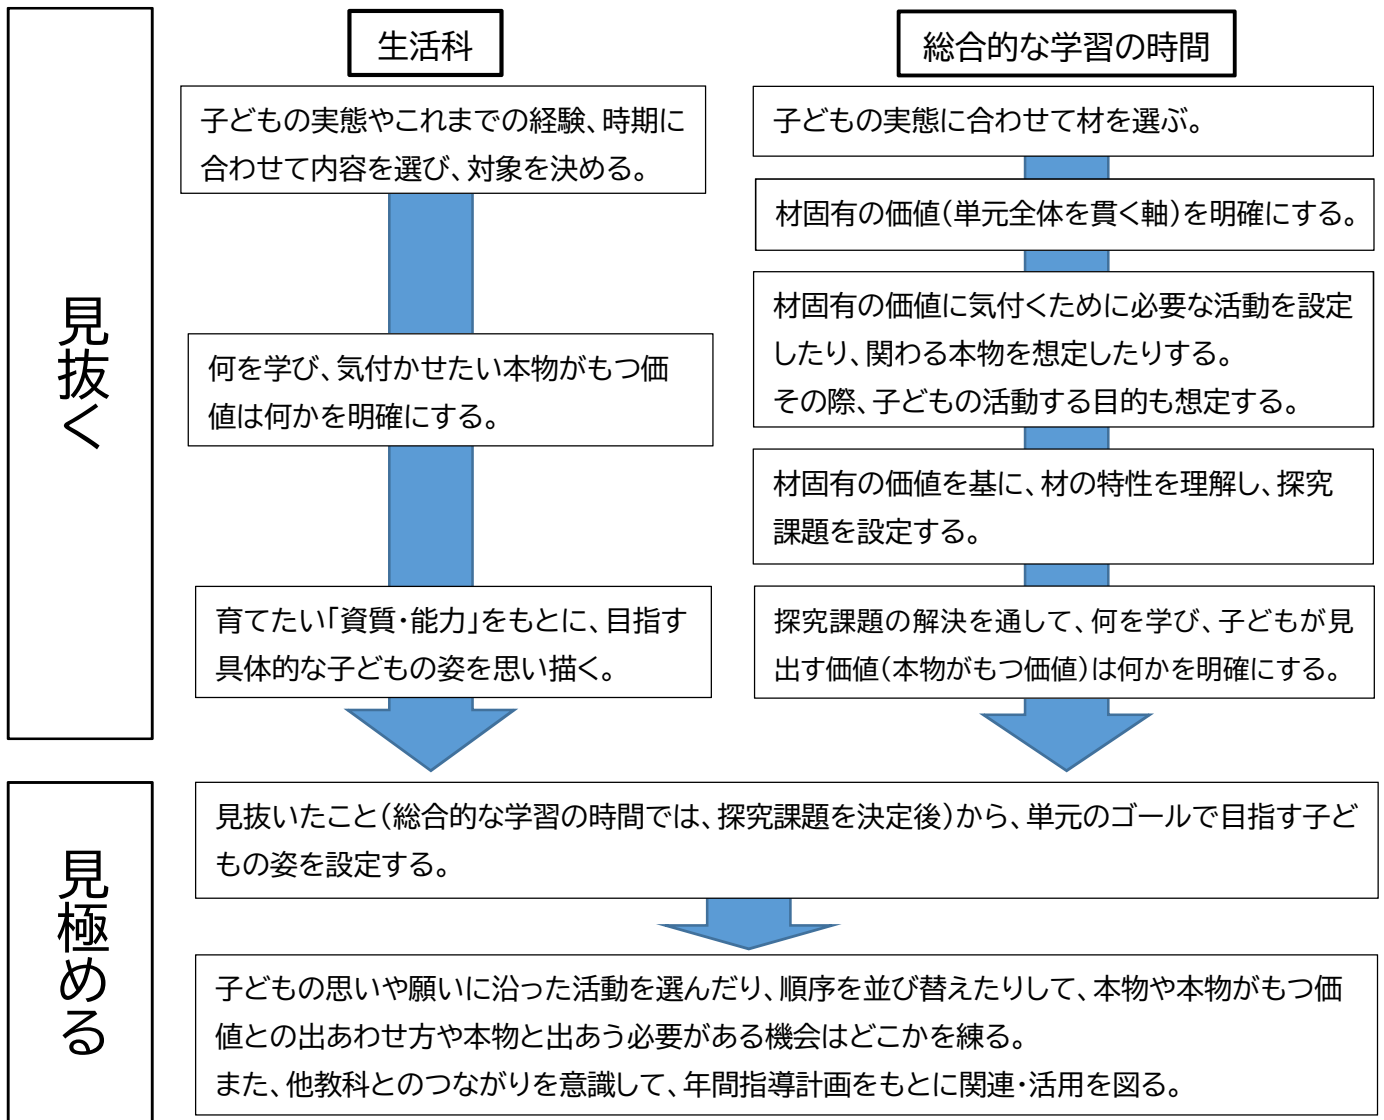 見抜く
生活科
子どもの実態やこれまでの経験、時期に
合わせて内容を選び、対象を決める。
何を学び、気付かせたい本物がもつ価
値は何かを明確にする。
育てたい「資質・能力」をもとに、目指す
具体的な子どもの姿を思い描く。
総合的な学習の時間
子どもの実態に合わせて材を選ぶ。
材固有の価値(単元全体を貫く軸)を明確にする。
材固有の価値に気付くために必要な活動を設定
したり、関わる本物を想定したりする。
その際、子どもの活動する目的も想定する。
材固有の価値を基に、材の特性を理解し、探究
課題を設定する。
探究課題の解決を通して、何を学び、子どもが見
出す価値(本物がもつ価値)は何かを明確にする。
見極める
見抜いたこと(総合的な学習の時間では、探究課題を決定後)から、単元のゴールで目指す子ど
もの姿を設定する。
子どもの思いや願いに沿った活動を選んだり、順序を並び替えたりして、本物や本物がもつ価
値との出あわせ方や本物と出あう必要がある機会はどこかを練る。
また、他教科とのつながりを意識して、年間指導計画をもとに関連・活用を図る。